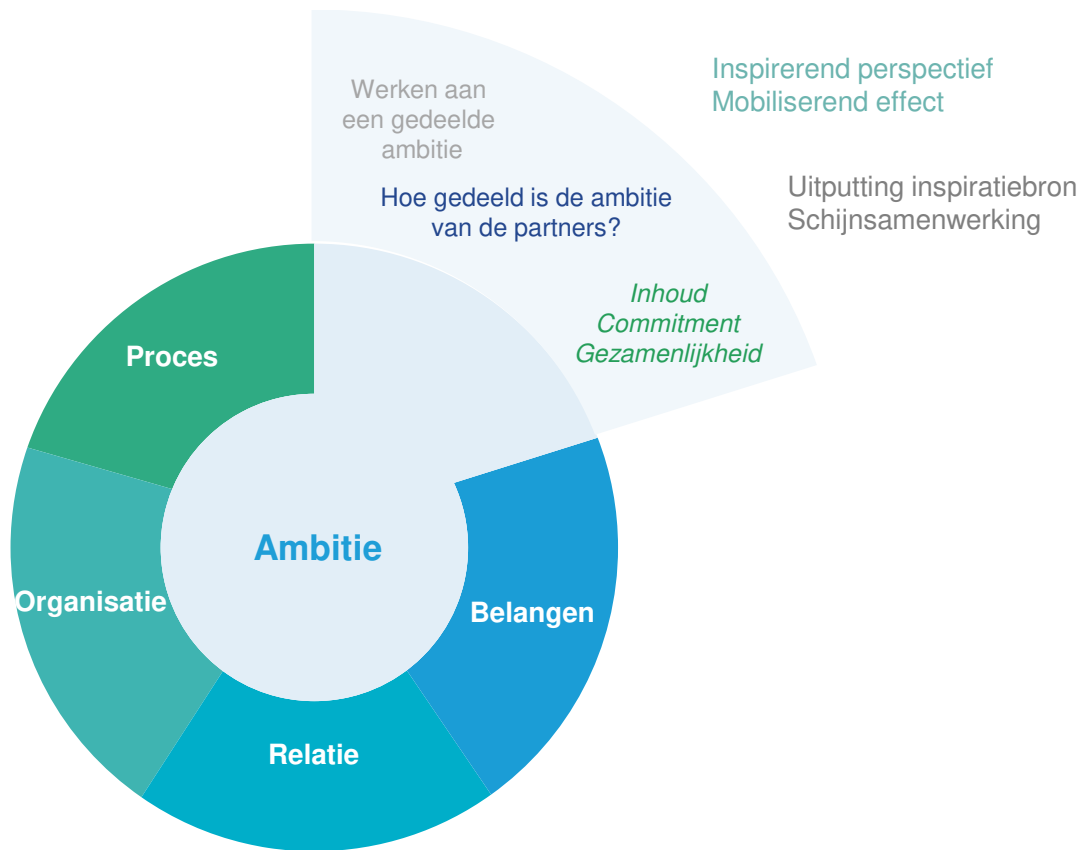 Inspirerend perspectief
Mobiliserend effect
Werken aan
een gedeelde
ambitie
Uitputting inspiratiebron
Schijnsamenwerking
Hoe gedeeld is de ambitie
van de partners?
Inhoud
Commitment
Gezamenlijkheid
Proces
Ambitie
Organisatie
Belangen
Relatie